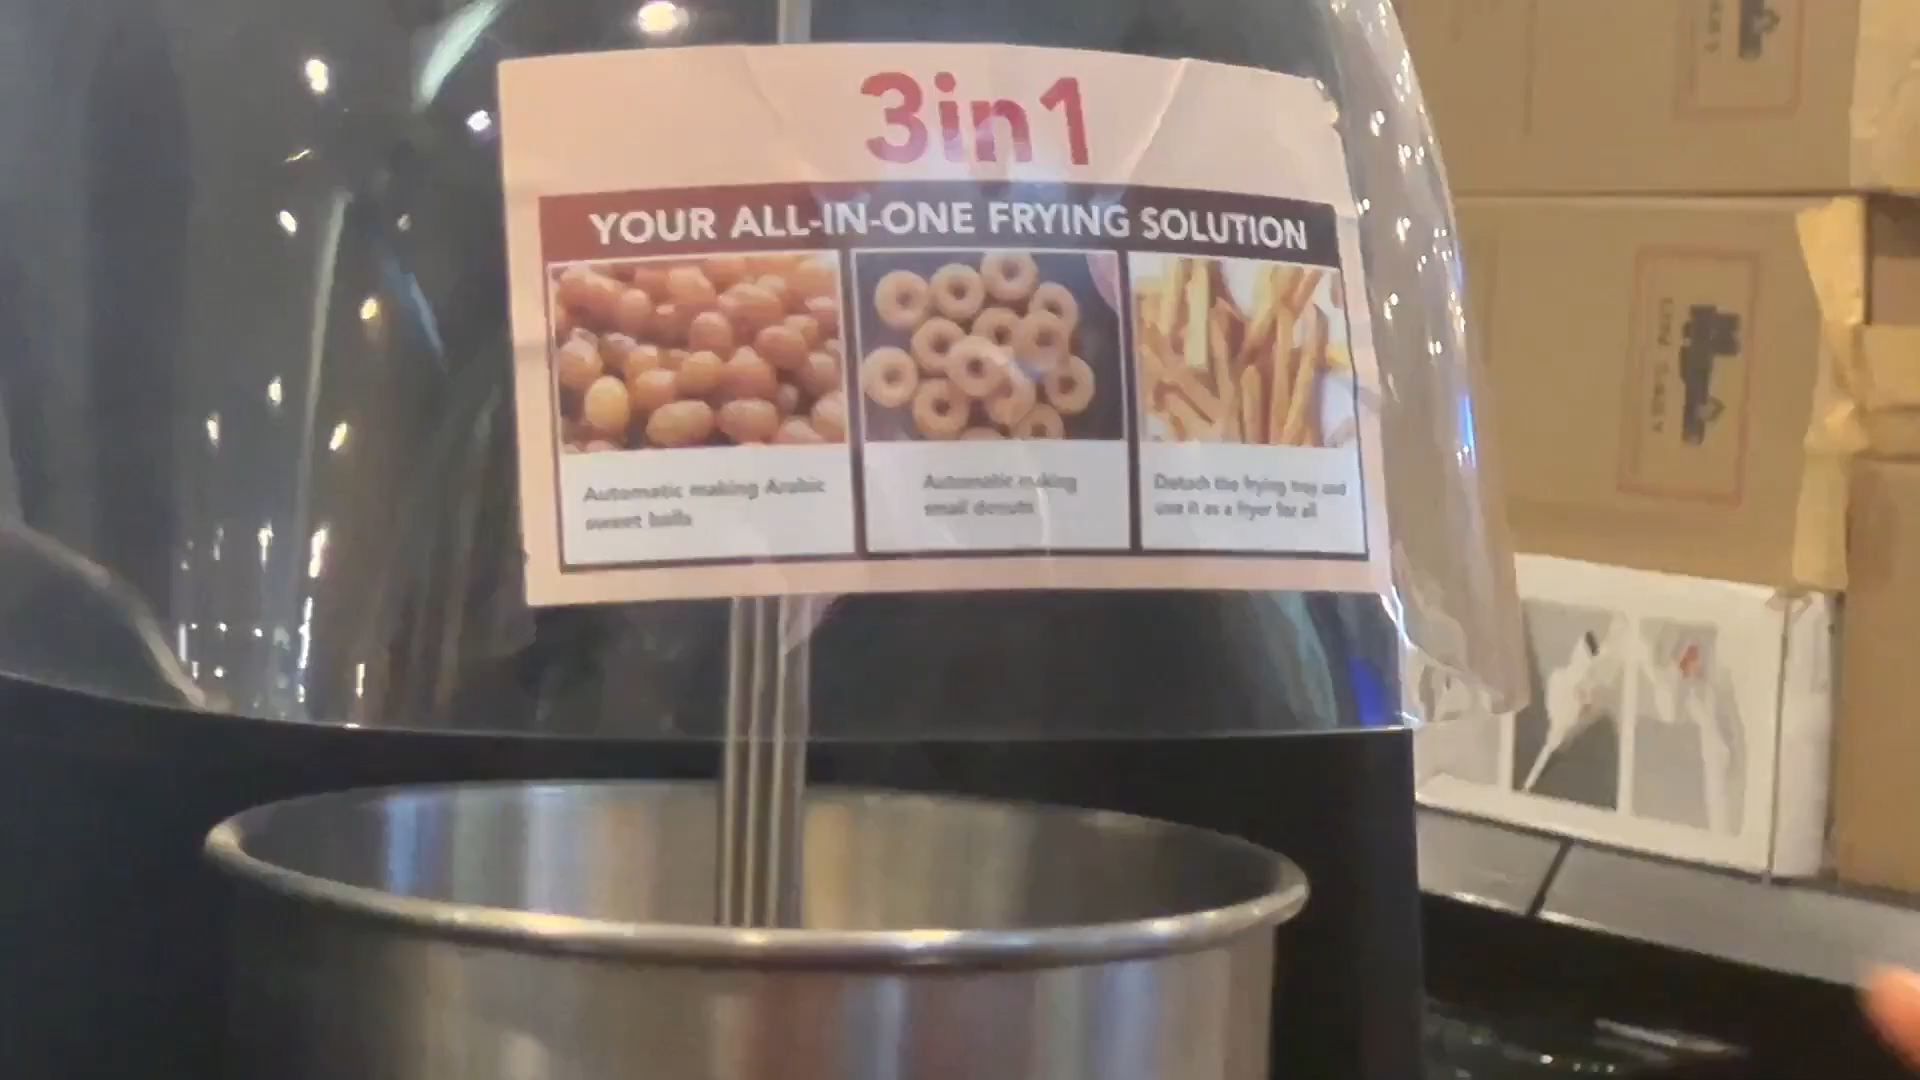 3in1
YOUR ALL-IN-ONE FRYING SOLUTION
Automatic making Arabic
sweet balls
Automatic making
small donuts
Detach the frying tray and
use it as a fryer for all